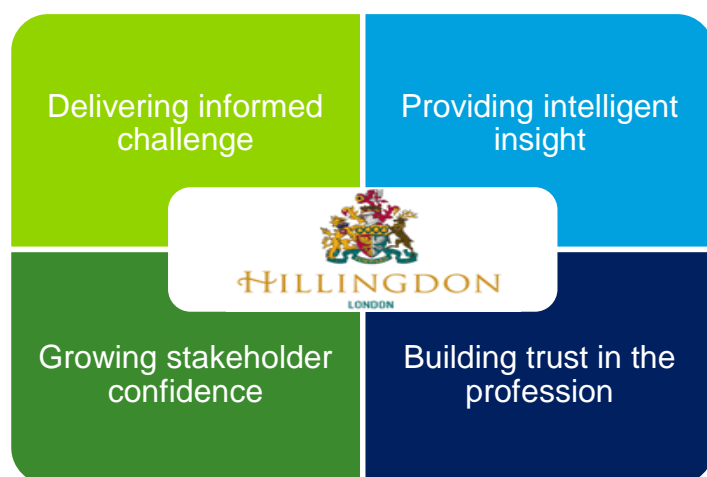 Delivering informed
challenge
Providing intelligent
insight
HILLINGDON
LONDON
Growing stakeholder
confidence
Building trust in the
profession